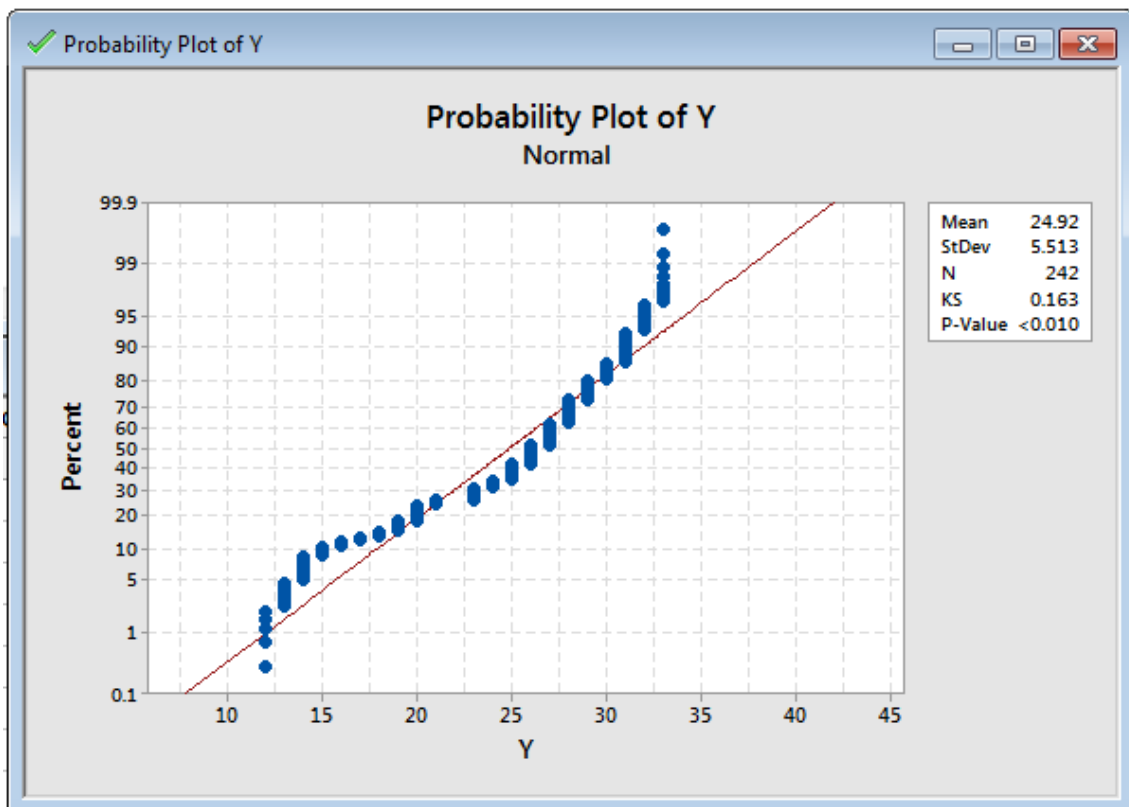 Probability Plot of Y
Probability Plot of Y
Normal
99.9
99
95
90
80
70
60
50
40
30
20
10
5
1
0.1
Percent
10 15 20 25 30 35 40 45
Y
Mean 24.92
StDev 5.513
N 242
KS 0.163
P-Value <0.010